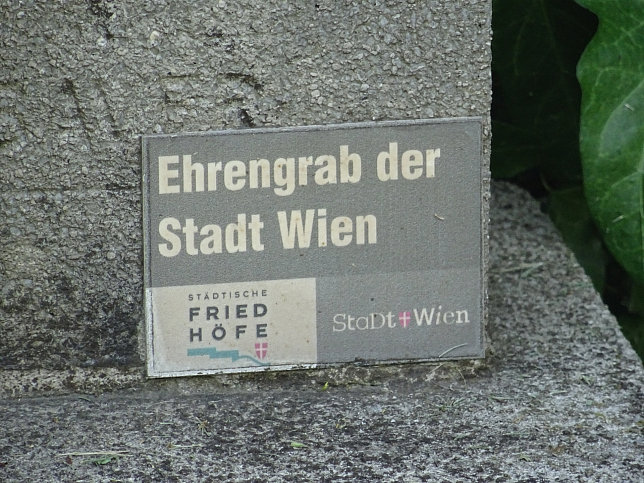 Ehrengrab der
Stadt Wien
STÄDTISCHE
FRIED
HÖFE
StaDt Wien